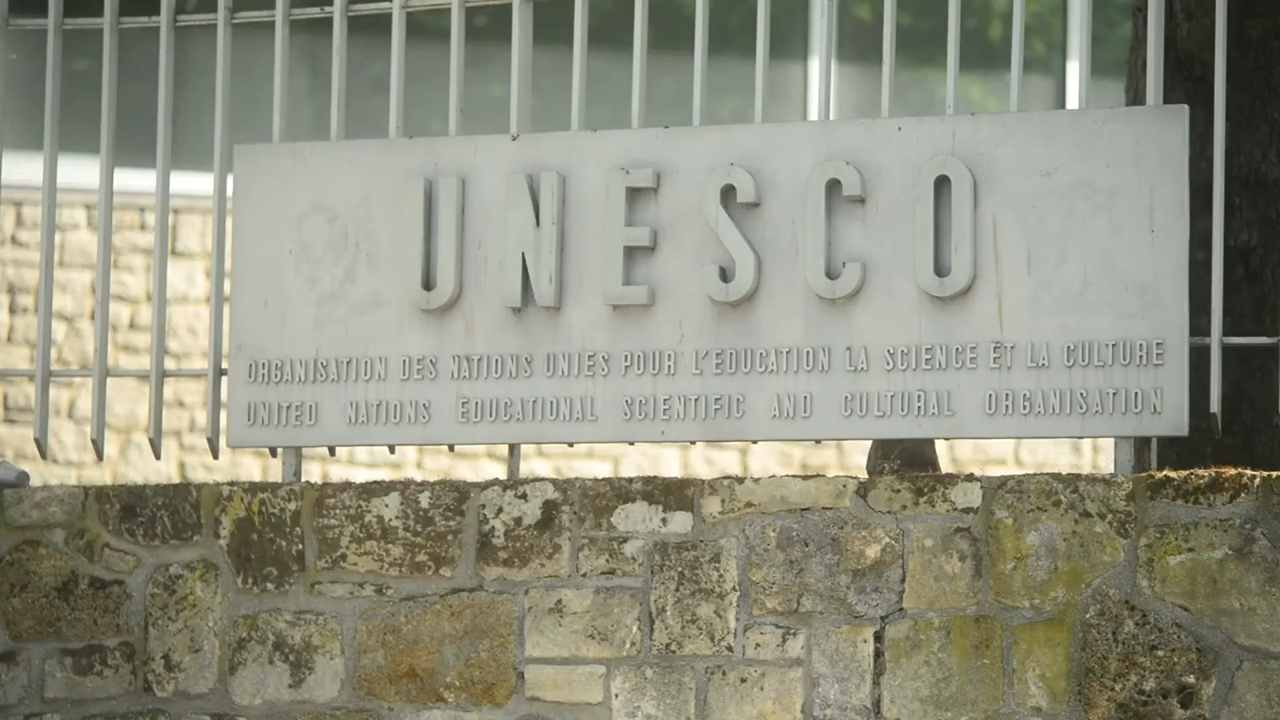 UNESCO
ORGANISATION DES NATIONS UNIES POUR L'EDUCATION LA SCIENCE ET LA CULTURE
UNITED NATIONS EDUCATIONAL SCIENTIFIC AND CULTURAL ORGANISATION